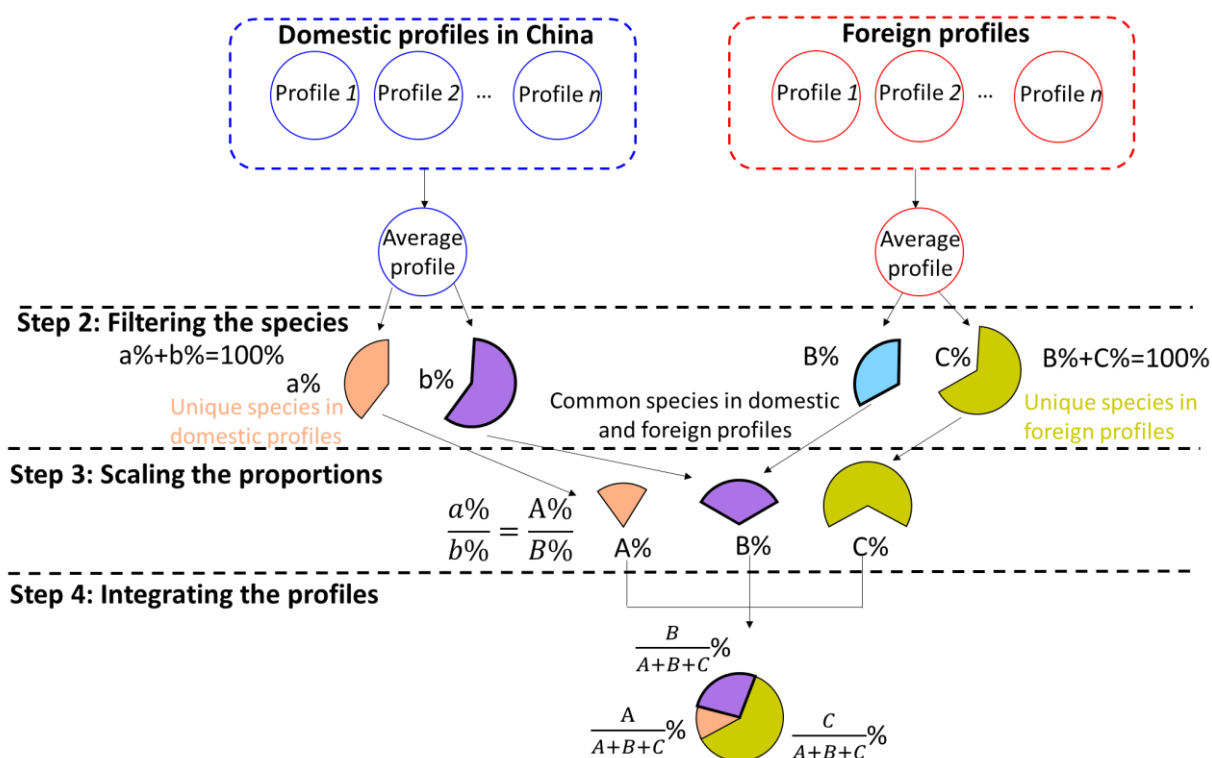 Domestic profiles in China
Foreign profiles
Profile 1 Profile 2 ... Profile n
Profile 1 Profile 2 ... Profile n
Average
profile
Average
profile
Step 2: Filtering the species
a%+b%=100%
a%
b%
B%
C%
B%+C%=100%
Unique species in
domestic profiles
Common species in domestic
and foreign profiles
Unique species in
foreign profiles
Step 3: Scaling the proportions
a%/b% = A%/B%
A%
B%
C%
Step 4: Integrating the profiles
B/A+B+C %
A/A+B+C %
C/A+B+C %